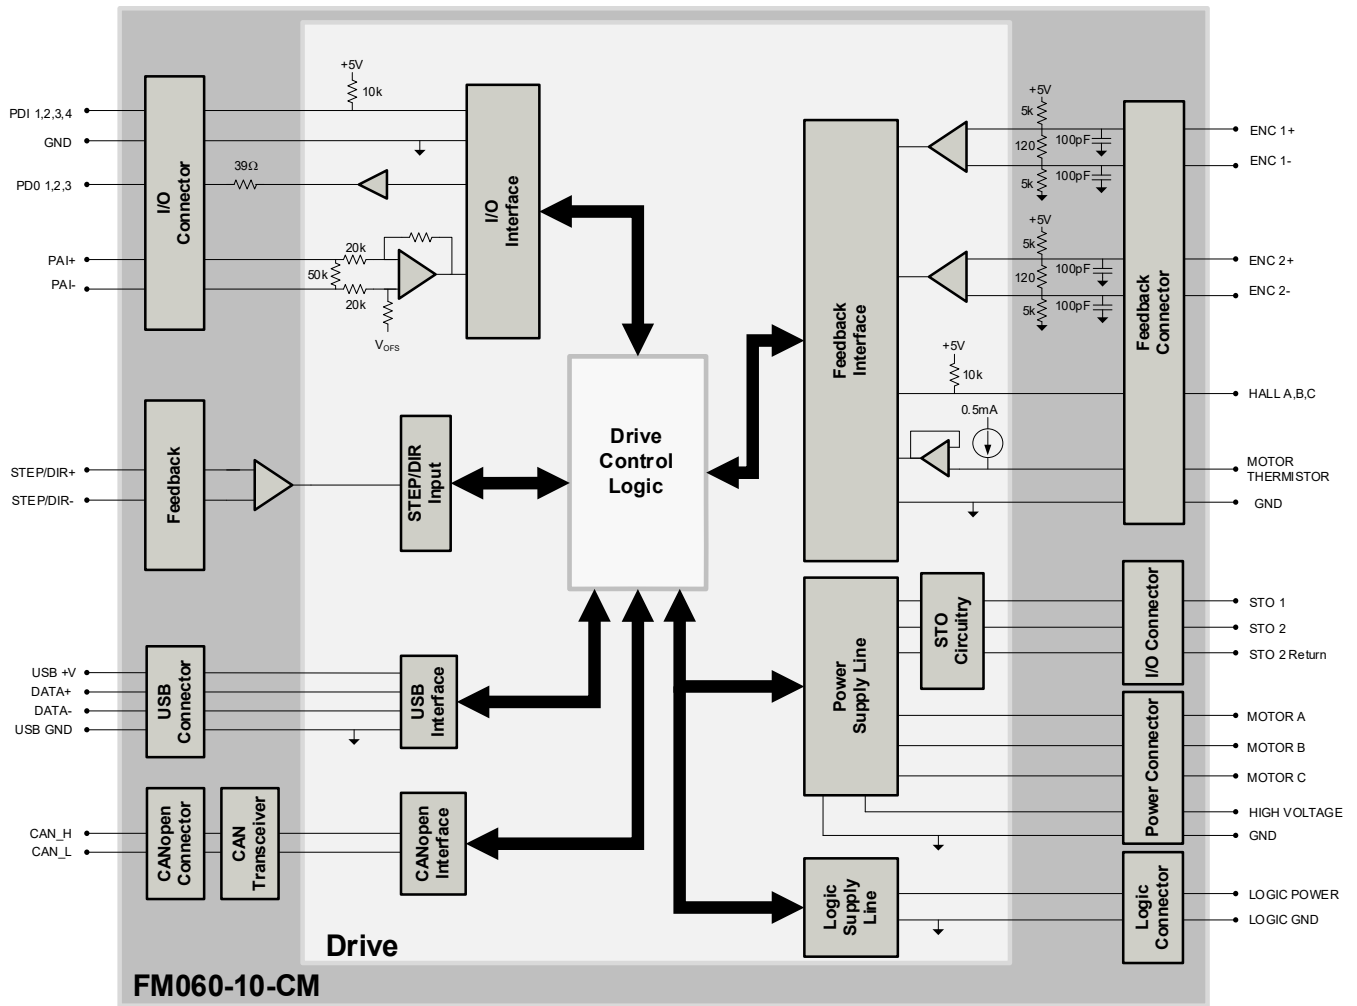 +5V
10k
PDI 1,2,3,4
GND
39Ω
PD0 1,2,3
I/O
Connector
PAI+
PAI-
20k
50k
20k
VOFS
I/O
Interface
STEP/DIR+
STEP/DIR-
Feedback
STEP/DIR
Input
Drive
Control
Logic
USB +V
DATA+
DATA-
USB GND
USB
Connector
USB
Interface
CAN_H
CAN_L
CANopen
Connector
CAN
Transceiver
CANopen
Interface
Feedback
Interface
+5V
5k
120
5k
100pF
100pF
ENC 1+
ENC 1-
+5V
5k
120
5k
100pF
100pF
ENC 2+
ENC 2-
Feedback
Connector
+5V
10k
HALL A,B,C
0.5mA
MOTOR
THERMISTOR
GND
Power
Supply Line
STO
Circuitry
I/O Connector
STO 1
STO 2
STO 2 Return
Power Connector
MOTOR A
MOTOR B
MOTOR C
HIGH VOLTAGE
GND
Logic
Supply
Line
Logic
Connector
LOGIC POWER
LOGIC GND
Drive
FM060-10-CM